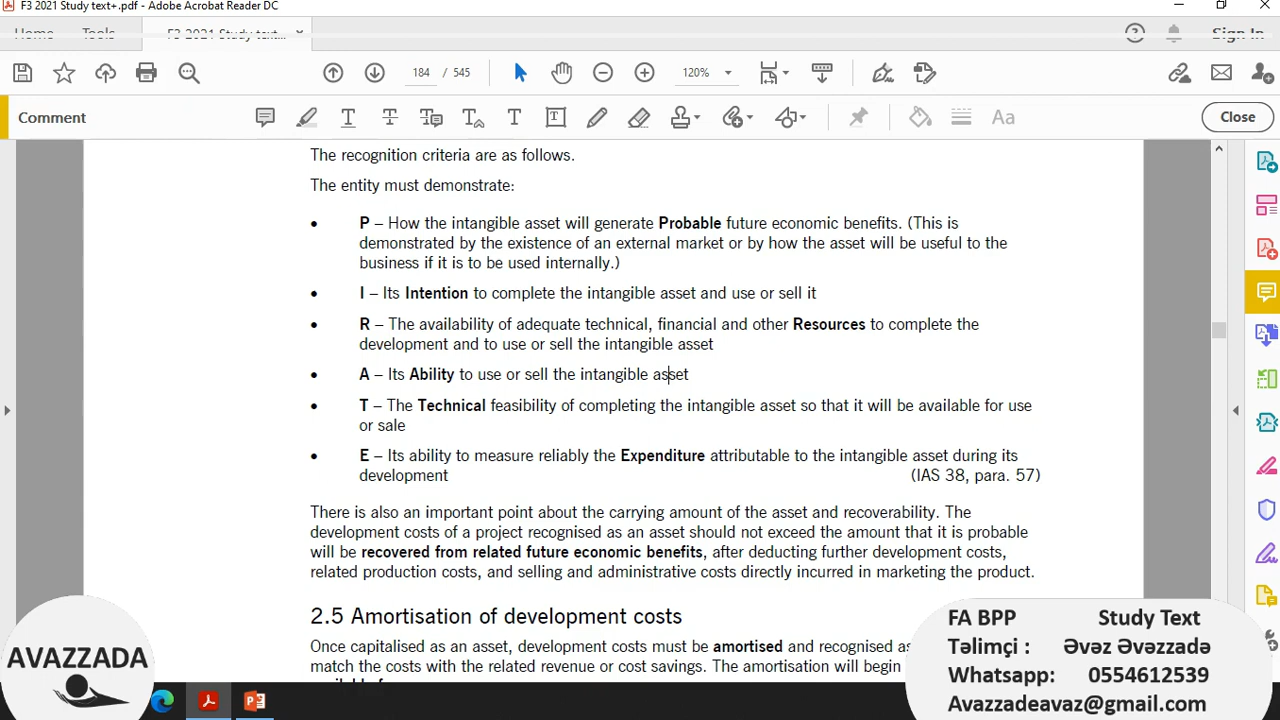 F3 2021 Study text+.pdf - Adobe Acrobat Reader DC
Home Tools F3 2021 Study text... ×
Sign In
184 / 545 120%
Comment Aa Close
The recognition criteria are as follows.
The entity must demonstrate:
• P – How the intangible asset will generate Probable future economic benefits. (This is
demonstrated by the existence of an external market or by how the asset will be useful to the
business if it is to be used internally.)
• I – Its Intention to complete the intangible asset and use or sell it
• R – The availability of adequate technical, financial and other Resources to complete the
development and to use or sell the intangible asset
• A – Its Ability to use or sell the intangible asset
• T – The Technical feasibility of completing the intangible asset so that it will be available for use
or sale
• E – Its ability to measure reliably the Expenditure attributable to the intangible asset during its
development (IAS 38, para. 57)
There is also an important point about the carrying amount of the asset and recoverability. The
development costs of a project recognised as an asset should not exceed the amount that it is probable
will be recovered from related future economic benefits, after deducting further development costs,
related production costs, and selling and administrative costs directly incurred in marketing the product.
2.5 Amortisation of development costs
Once capitalised as an asset, development costs must be amortised and recognised as
match the costs with the related revenue or cost savings. The amortisation will begin
AVAZZADA
FA BPP Study Text
Təlimçi : Əvəz Əvəzzadə
Whatsapp: 0554612539
Avazzadeavaz@gmail.com